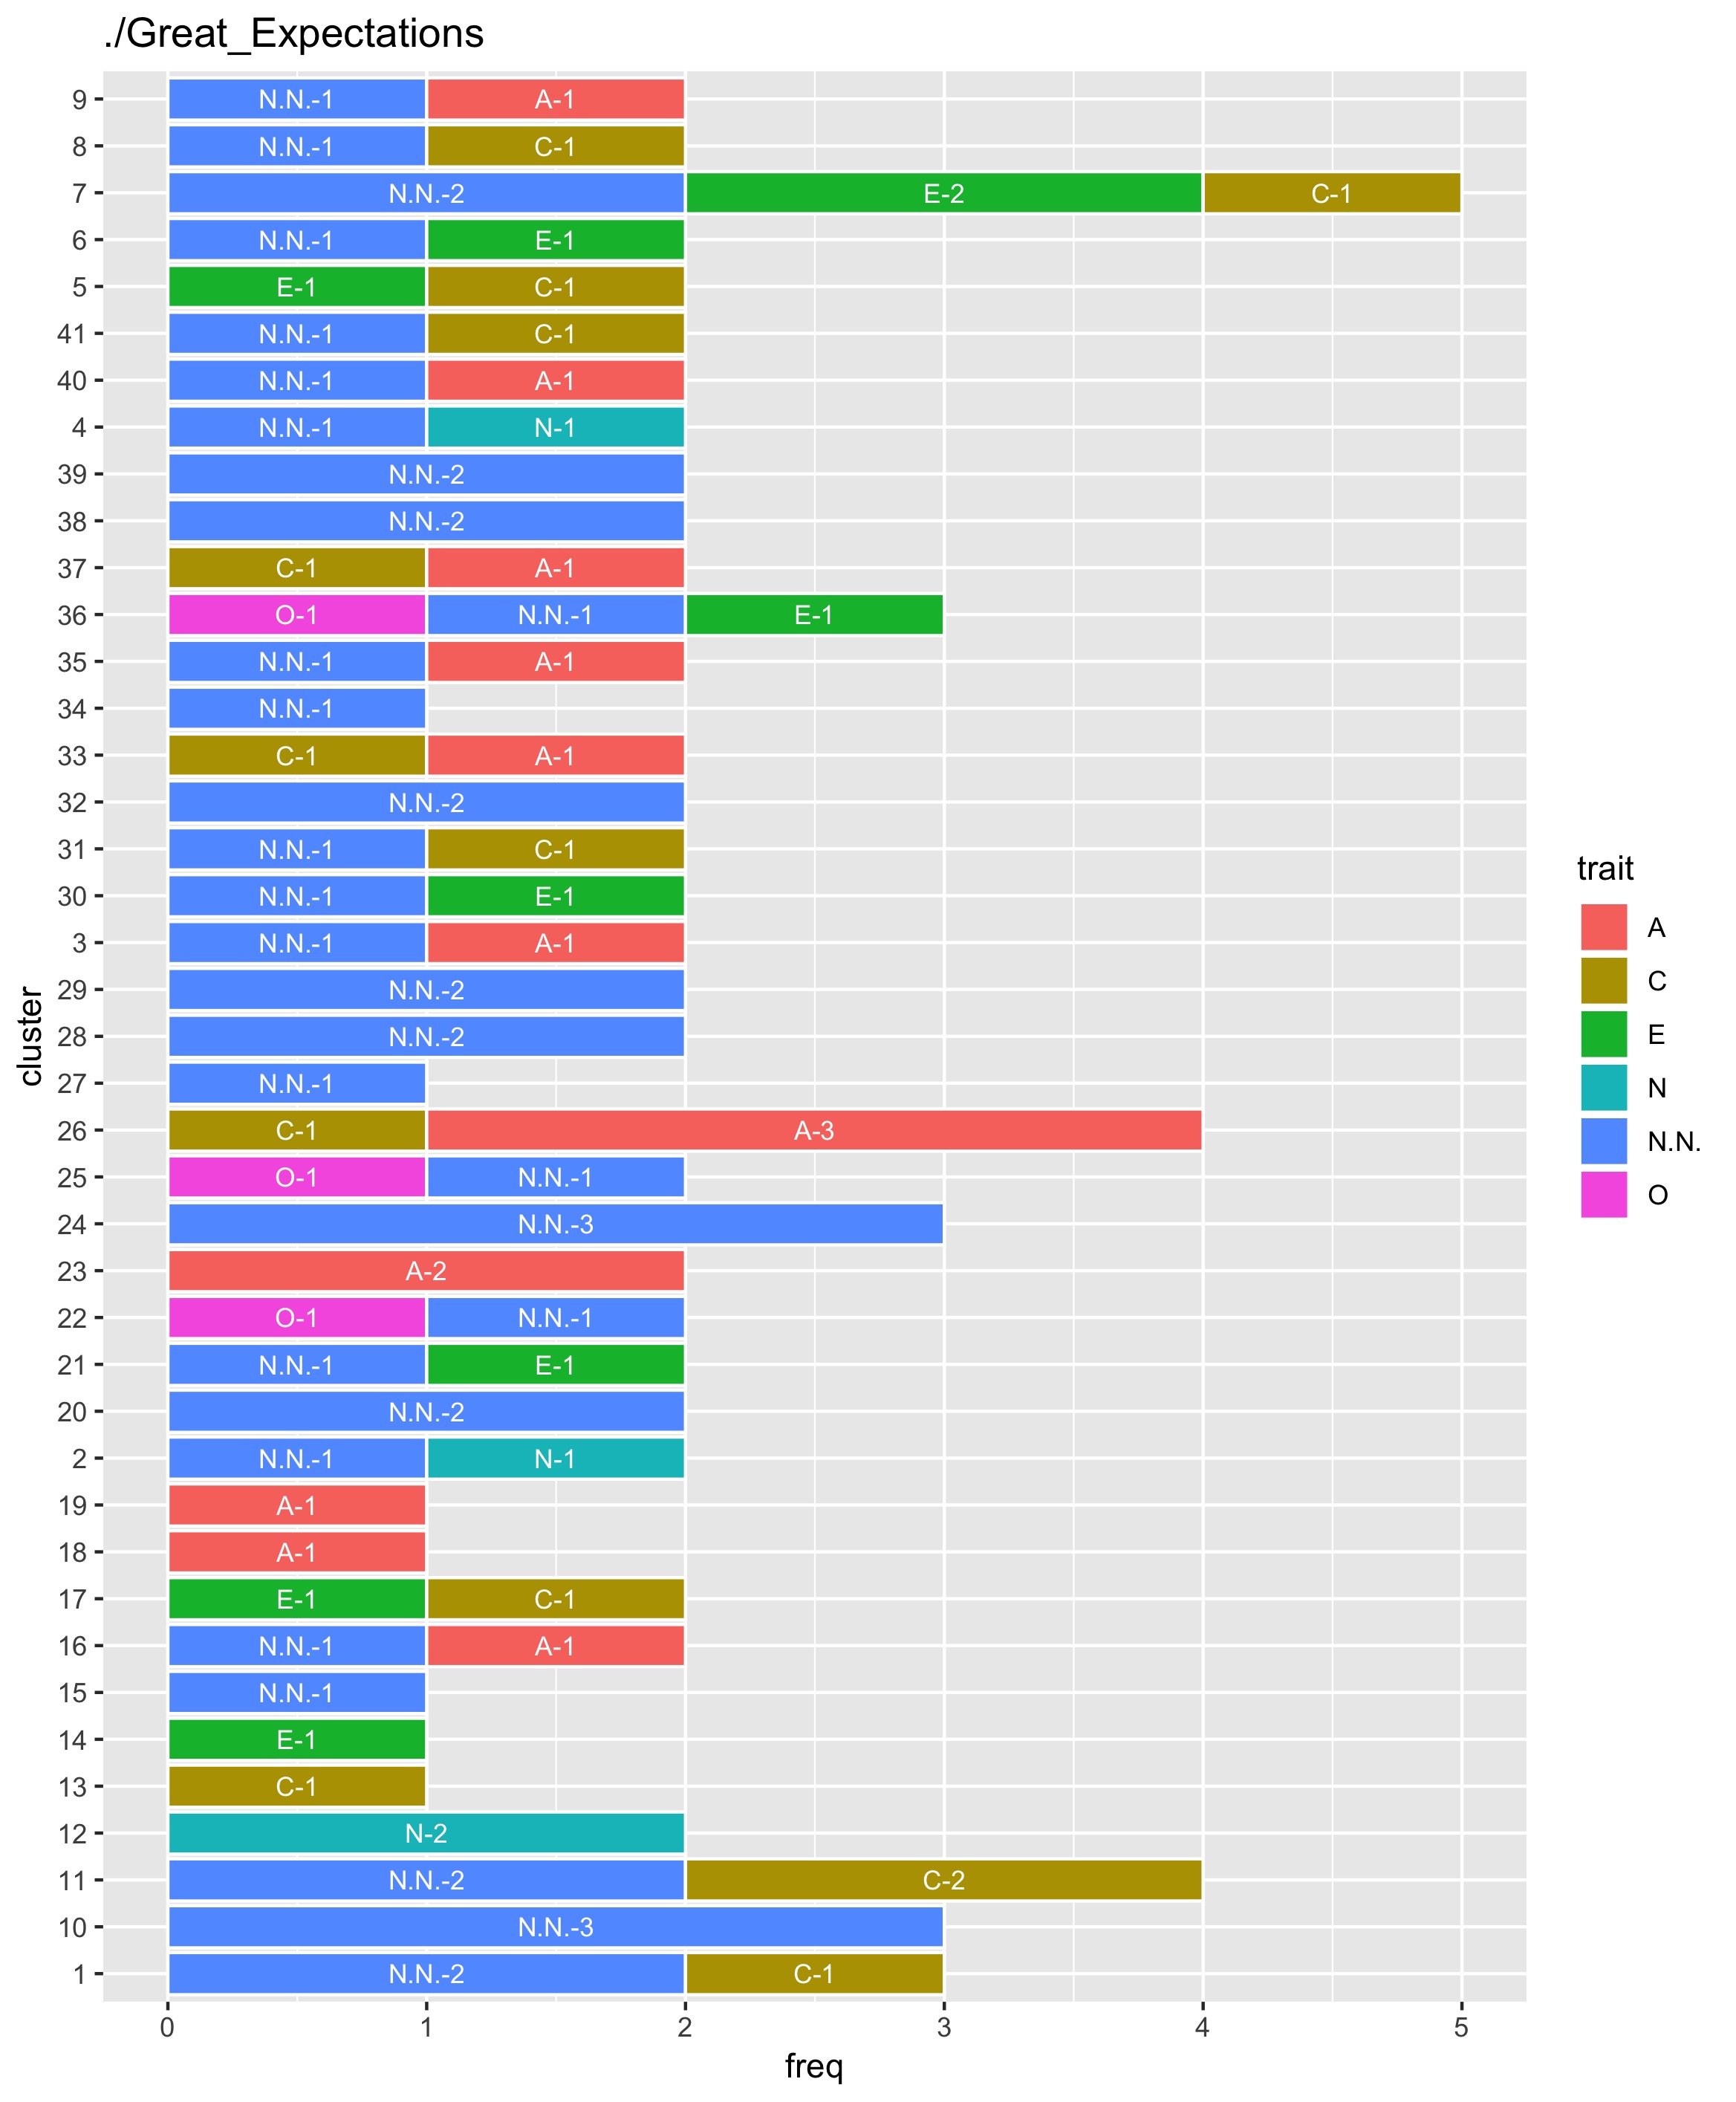 ./Great_Expectations
9 N.N.-1 A-1
8 N.N.-1 C-1
7 N.N.-2 E-2 C-1
6 N.N.-1 E-1
5 E-1 C-1
41 N.N.-1 C-1
40 N.N.-1 A-1
4 N.N.-1 N-1
39 N.N.-2
38 N.N.-2
37 C-1 A-1
36 O-1 N.N.-1 E-1
35 N.N.-1 A-1
34 N.N.-1
33 C-1 A-1
32 N.N.-2
31 N.N.-1 C-1
30 N.N.-1 E-1
3 N.N.-1 A-1
29 N.N.-2
28 N.N.-2
27 N.N.-1
26 C-1 A-3
25 O-1 N.N.-1
24 N.N.-3
23 A-2
22 O-1 N.N.-1
21 N.N.-1 E-1
20 N.N.-2
2 N.N.-1 N-1
19 A-1
18 A-1
17 E-1 C-1
16 N.N.-1 A-1
15 N.N.-1
14 E-1
13 C-1
12 N-2
11 N.N.-2 C-2
10 N.N.-3
1 N.N.-2 C-1
0 1 2 3 4 5
freq
cluster
trait
A
C
E
N
N.N.
O